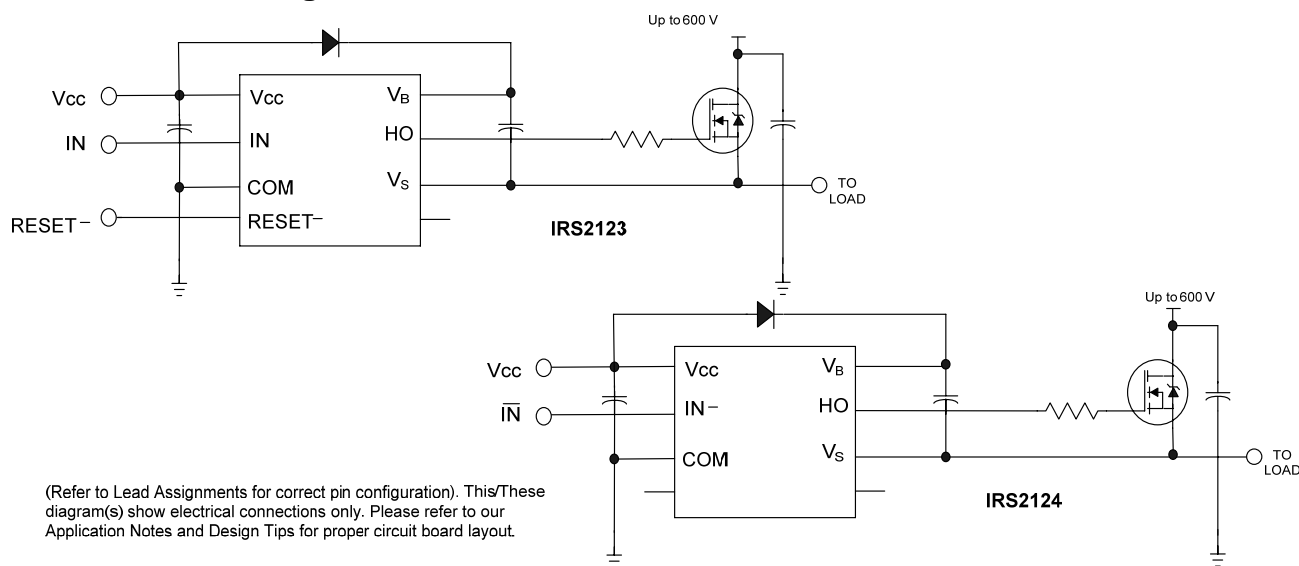 Up to 600 V
Vcc
IN
RESET–
Vcc
IN
COM
RESET–
VB
HO
VS
TO
LOAD
IRS2123
Up to 600 V
Vcc
IN
Vcc
IN–
COM
VB
HO
VS
TO
LOAD
IRS2124
(Refer to Lead Assignments for correct pin configuration). This/These
diagram(s) show electrical connections only. Please refer to our
Application Notes and Design Tips for proper circuit board layout.